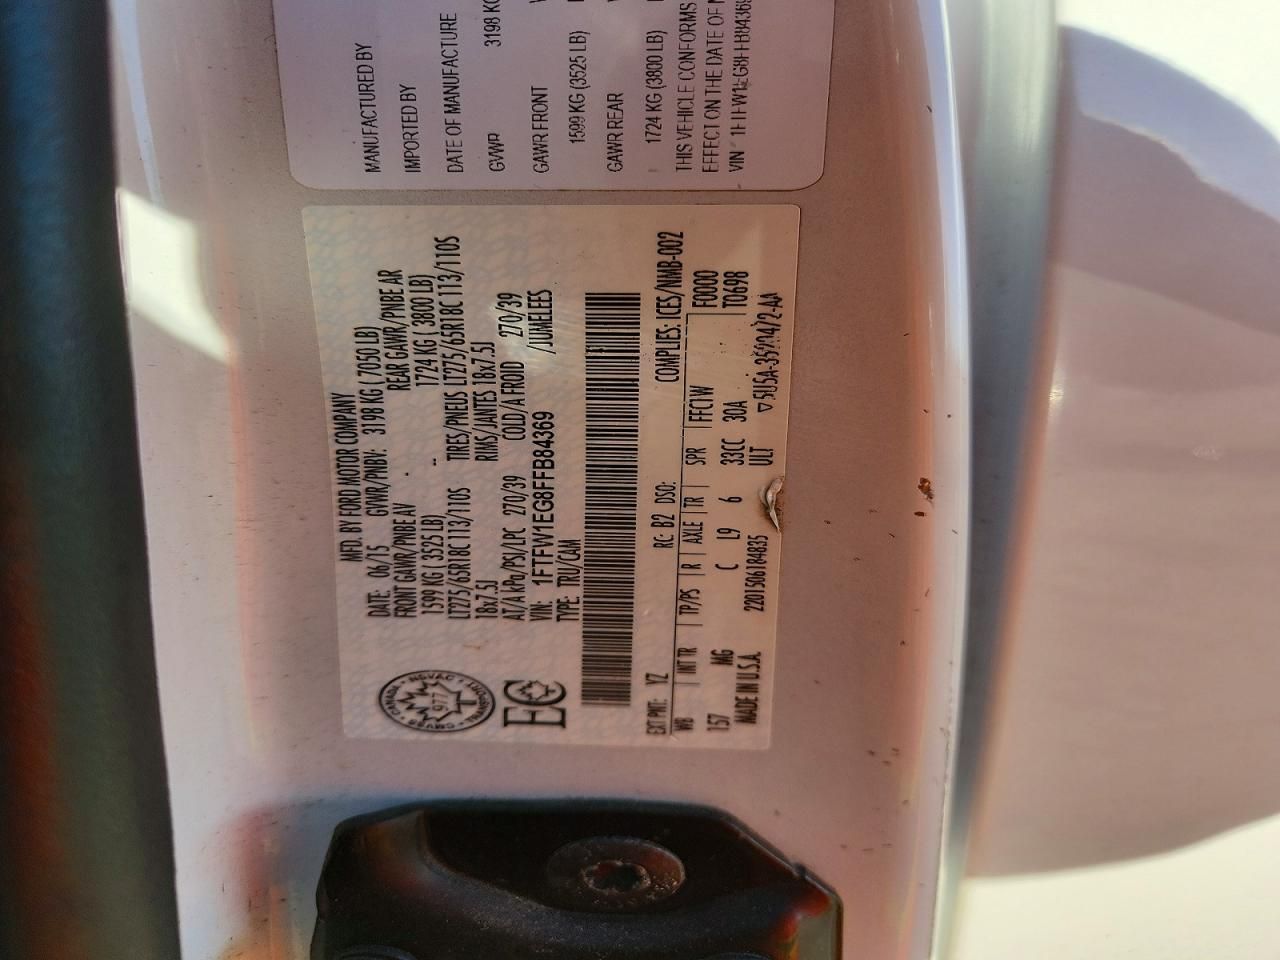 MANUFACTURED BY
IMPORTED BY
DATE OF MANUFACTURE
GVWR 3198 KG
GAWR FRONT
1599 KG (3525 LB)
GAWR REAR
1724 KG (3800 LB)
THIS VEHICLE CONFORMS
EFFECT ON THE DATE OF
VIN 1FTFW1EG8FFB84369
MFD. BY FORD MOTOR COMPANY
DATE: 06/15 GVWR/PNBV: 3198 KG ( 7050 LB)
FRONT GAWR/PNBE AV REAR GAWR/PNBE AR
1599 KG ( 3525 LB) 1724 KG ( 3800 LB)
LT275/65R18C 113/110S TIRES/PNEUS LT275/65R18C 113/110S
18x7.5J RIMS/JANTES 18x7.5J
AT/A kPa/PSI/LPC 270/39 COLD/A FROID 270/39
VIN: 1FTFW1EG8FFB84369 /JUMELEES
TYPE: TRU/CAM
CANADA NSVAC
977
EC
COMPLIES: ICES/NMB-002
EXT PNT: YZ RC: B2 DSO: F0000
WB INT TR TP/PS R AXLE TR SPR FFC1W T0698
157 MG C L9 6 33CC 30A
MADE IN U.S.A. 2201506184835 ULT